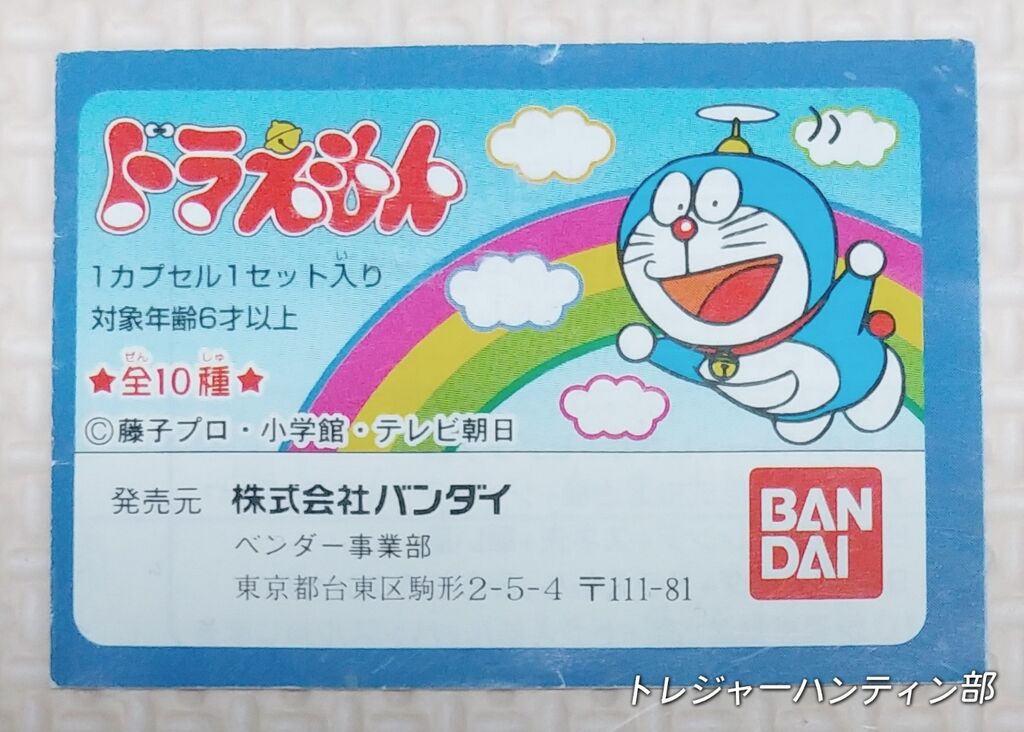 ドラえもん
1カプセル1セット入り
対象年齢6才以上
★全10種★
©藤子プロ・小学館・テレビ朝日
発売元 株式会社バンダイ
ベンダー事業部
東京都台東区駒形2-5-4 〒111-81
BAN
DAI
トレジャーハンティン部